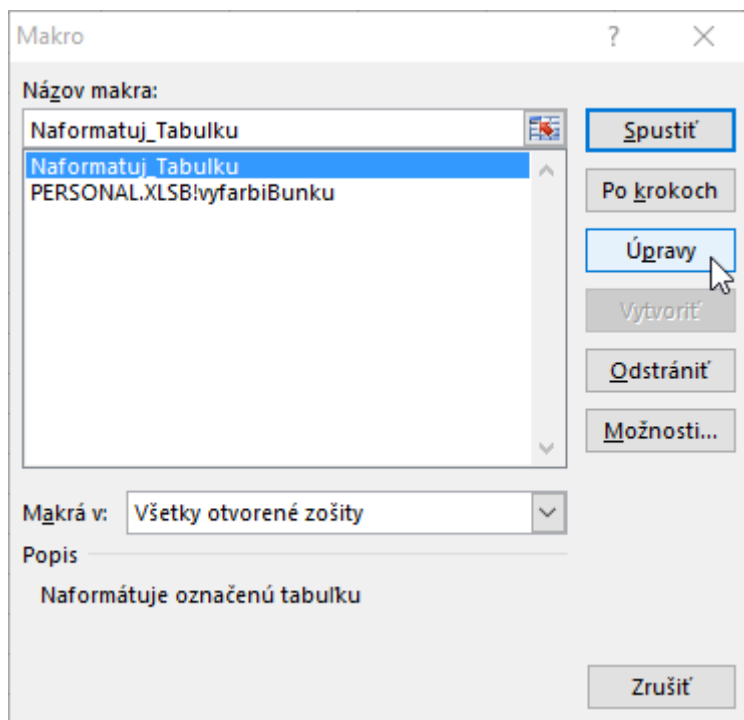 Makro ?
Názov makra:
Naformatuj_Tabulku
Spustiť
Naformatuj_Tabulku
PERSONAL.XLSB!vyfarbiBunku
Po krokoch
Úpravy
Vytvoriť
Odstrániť
Možnosti...
Makrá v: Všetky otvorené zošity
Popis
Naformátuje označenú tabuľku
Zrušiť